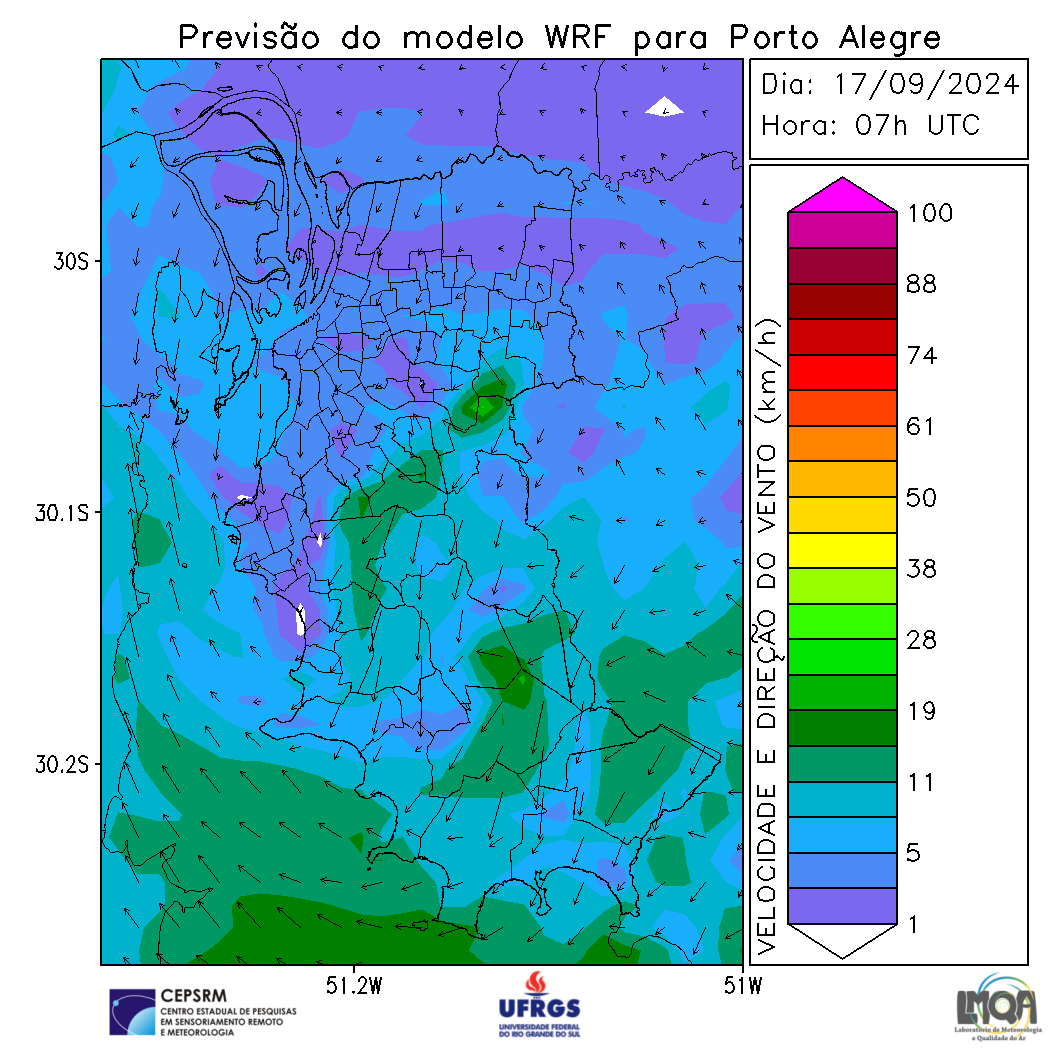 Previsão do modelo WRF para Porto Alegre
Dia: 17/09/2024
Hora: 07h UTC
30S
30.1S
30.2S
51.2W
51W
VELOCIDADE E DIREÇÃO DO VENTO (km/h)
100
88
74
61
50
38
28
19
11
5
1
CEPSRM
CENTRO ESTADUAL DE PESQUISAS
EM SENSORIAMENTO REMOTO
E METEOROLOGIA
UFRGS
UNIVERSIDADE FEDERAL
DO RIO GRANDE DO SUL
LMQA
Laboratório de Meteorologia
e Qualidade do Ar